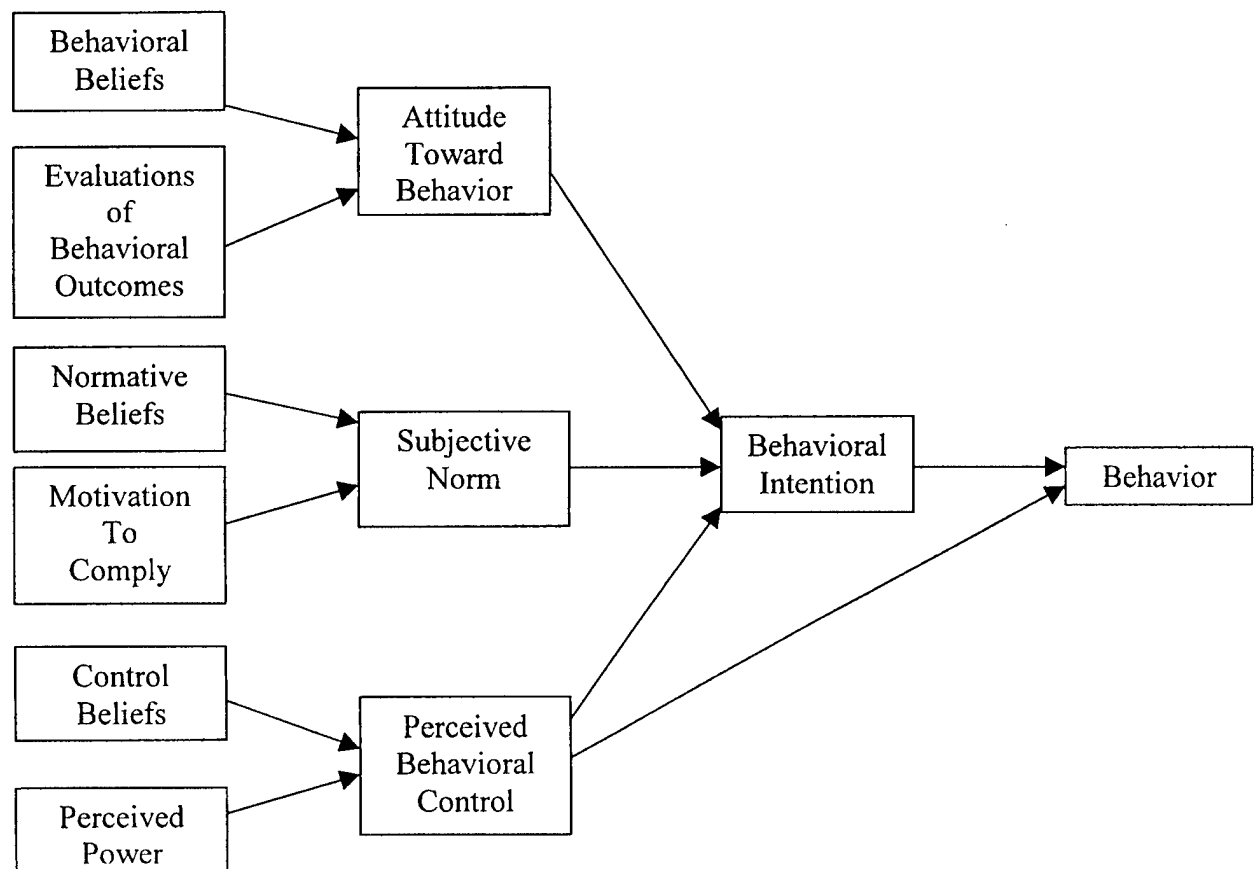 Behavioral
Beliefs
Evaluations
of
Behavioral
Outcomes
Attitude
Toward
Behavior
Normative
Beliefs
Motivation
To
Comply
Subjective
Norm
Behavioral
Intention
Behavior
Control
Beliefs
Perceived
Power
Perceived
Behavioral
Control